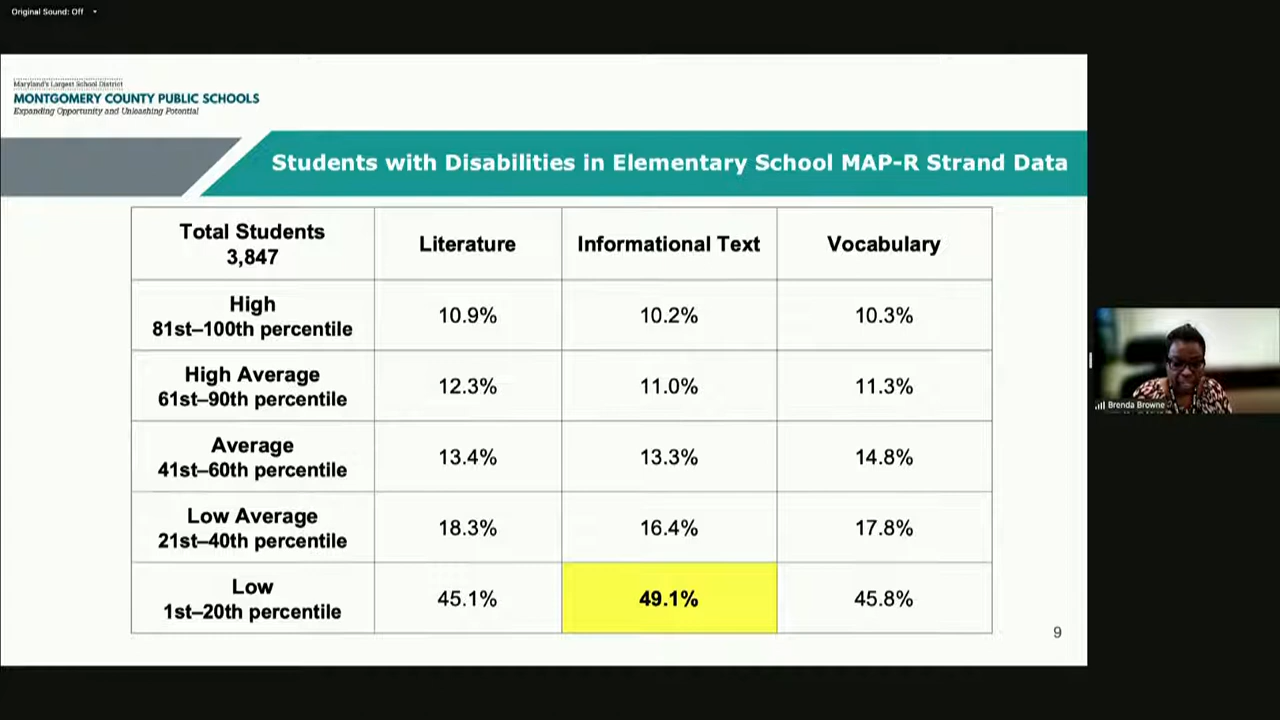 Original Sound: Off
Maryland's Largest School District
MONTGOMERY COUNTY PUBLIC SCHOOLS
Expanding Opportunity and Unleashing Potential
Students with Disabilities in Elementary School MAP-R Strand Data
Total Students
3,847
Literature
Informational Text
Vocabulary
High
81st–100th percentile
10.9%
10.2%
10.3%
High Average
61st–90th percentile
12.3%
11.0%
11.3%
Average
41st–60th percentile
13.4%
13.3%
14.8%
Low Average
21st–40th percentile
18.3%
16.4%
17.8%
Low
1st–20th percentile
45.1%
49.1%
45.8%
9
Brenda Browne